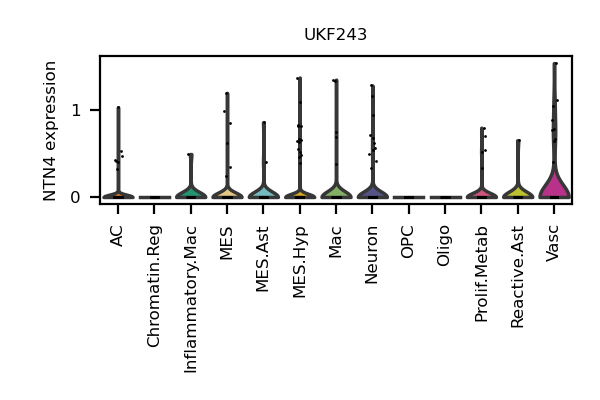 UKF243
NTN4 expression
1
0
AC
Chromatin.Reg
Inflammatory.Mac
MES
MES.Ast
MES.Hyp
Mac
Neuron
OPC
Oligo
Prolif.Metab
Reactive.Ast
Vasc